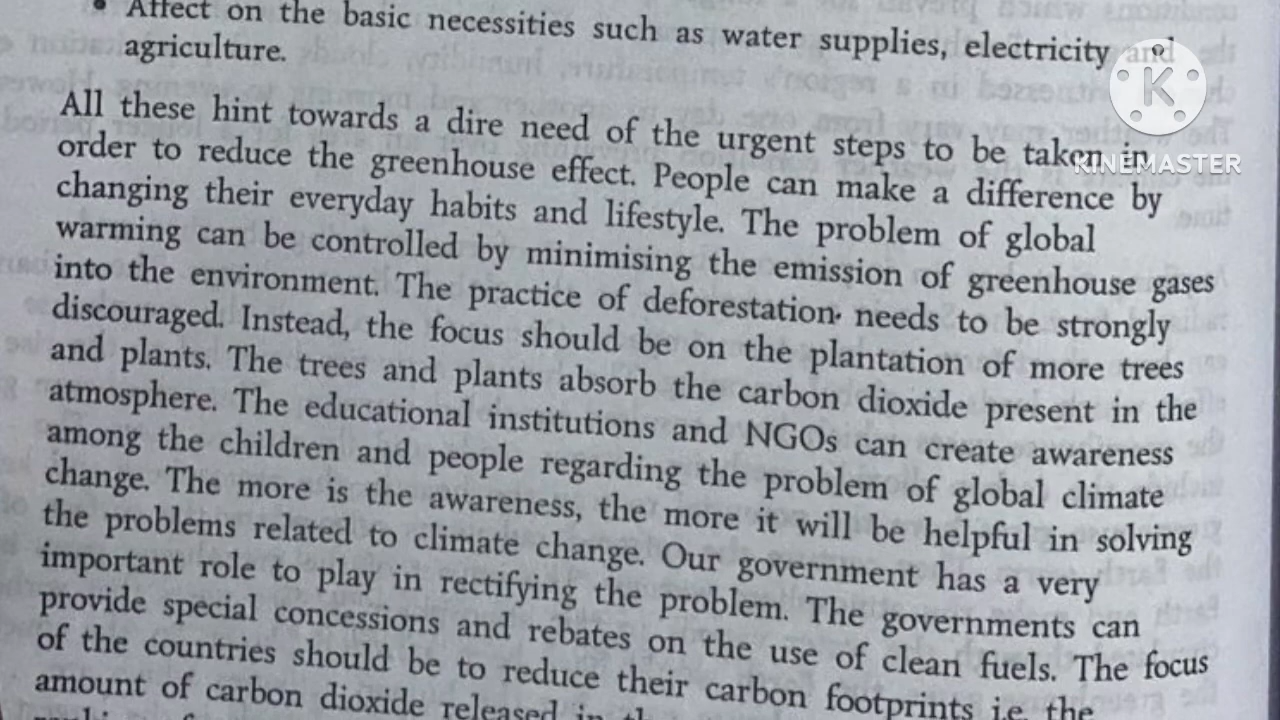 • Affect on the basic necessities such as water supplies, electricity and
agriculture.
All these hint towards a dire need of the urgent steps to be taken in
order to reduce the greenhouse effect. People can make a difference by
changing their everyday habits and lifestyle. The problem of global
warming can be controlled by minimising the emission of greenhouse gases
into the environment. The practice of deforestation needs to be strongly
discouraged. Instead, the focus should be on the plantation of more trees
and plants. The trees and plants absorb the carbon dioxide present in the
atmosphere. The educational institutions and NGOs can create awareness
among the children and people regarding the problem of global climate
change. The more is the awareness, the more it will be helpful in solving
the problems related to climate change. Our government has a very
important role to play in rectifying the problem. The governments can
provide special concessions and rebates on the use of clean fuels. The focus
of the countries should be to reduce their carbon footprints i.e. the
amount of carbon dioxide released in
K
KINEMASTER